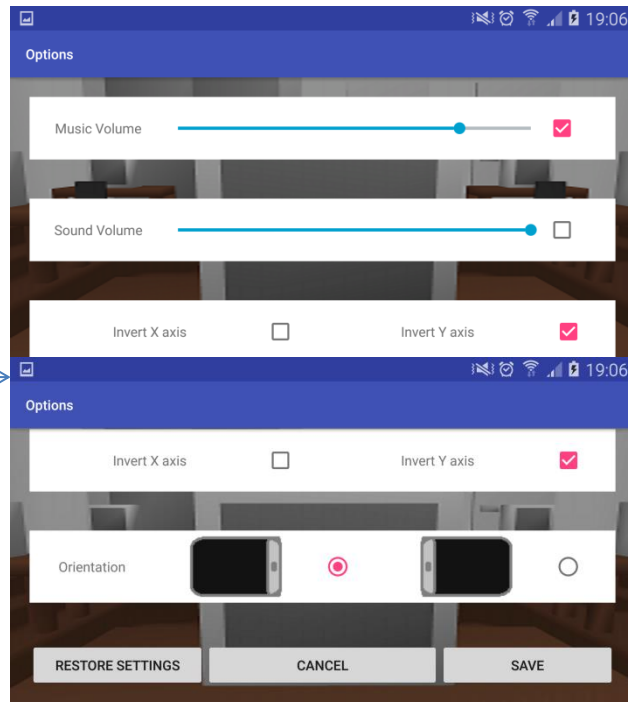 19:06
Options
Music Volume
Sound Volume
Invert X axis Invert Y axis
19:06
Options
Invert X axis Invert Y axis
Orientation
RESTORE SETTINGS CANCEL SAVE